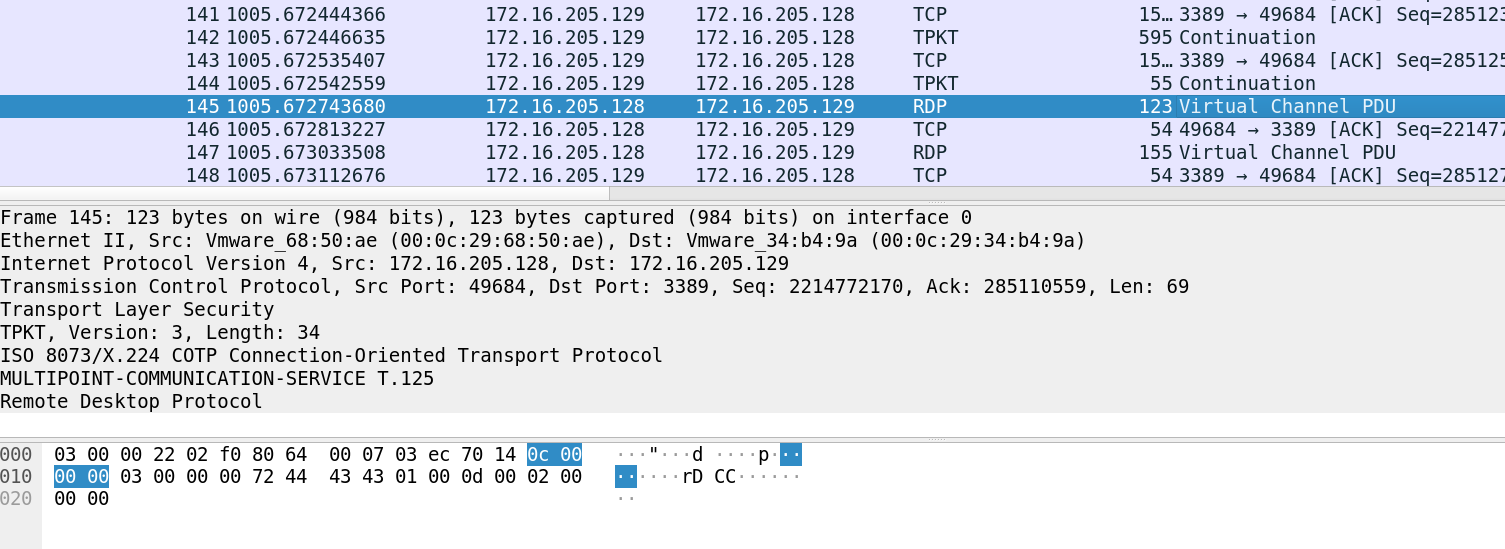 141 1005.672444366 172.16.205.129 172.16.205.128 TCP 15… 3389 → 49684 [ACK] Seq=285123
142 1005.672446635 172.16.205.129 172.16.205.128 TPKT 595 Continuation
143 1005.672535407 172.16.205.129 172.16.205.128 TCP 15… 3389 → 49684 [ACK] Seq=285125
144 1005.672542559 172.16.205.129 172.16.205.128 TPKT 55 Continuation
145 1005.672743680 172.16.205.128 172.16.205.129 RDP 123 Virtual Channel PDU
146 1005.672813227 172.16.205.128 172.16.205.129 TCP 54 49684 → 3389 [ACK] Seq=221477
147 1005.673033508 172.16.205.128 172.16.205.129 RDP 155 Virtual Channel PDU
148 1005.673112676 172.16.205.129 172.16.205.128 TCP 54 3389 → 49684 [ACK] Seq=285127
Frame 145: 123 bytes on wire (984 bits), 123 bytes captured (984 bits) on interface 0
Ethernet II, Src: Vmware_68:50:ae (00:0c:29:68:50:ae), Dst: Vmware_34:b4:9a (00:0c:29:34:b4:9a)
Internet Protocol Version 4, Src: 172.16.205.128, Dst: 172.16.205.129
Transmission Control Protocol, Src Port: 49684, Dst Port: 3389, Seq: 2214772170, Ack: 285110559, Len: 69
Transport Layer Security
TPKT, Version: 3, Length: 34
ISO 8073/X.224 COTP Connection-Oriented Transport Protocol
MULTIPOINT-COMMUNICATION-SERVICE T.125
Remote Desktop Protocol
000 03 00 00 22 02 f0 80 64 00 07 03 ec 70 14 0c 00 ···"···d ····p···
010 00 00 03 00 00 00 72 44 43 43 01 00 0d 00 02 00 ······rD CC······
020 00 00 ··